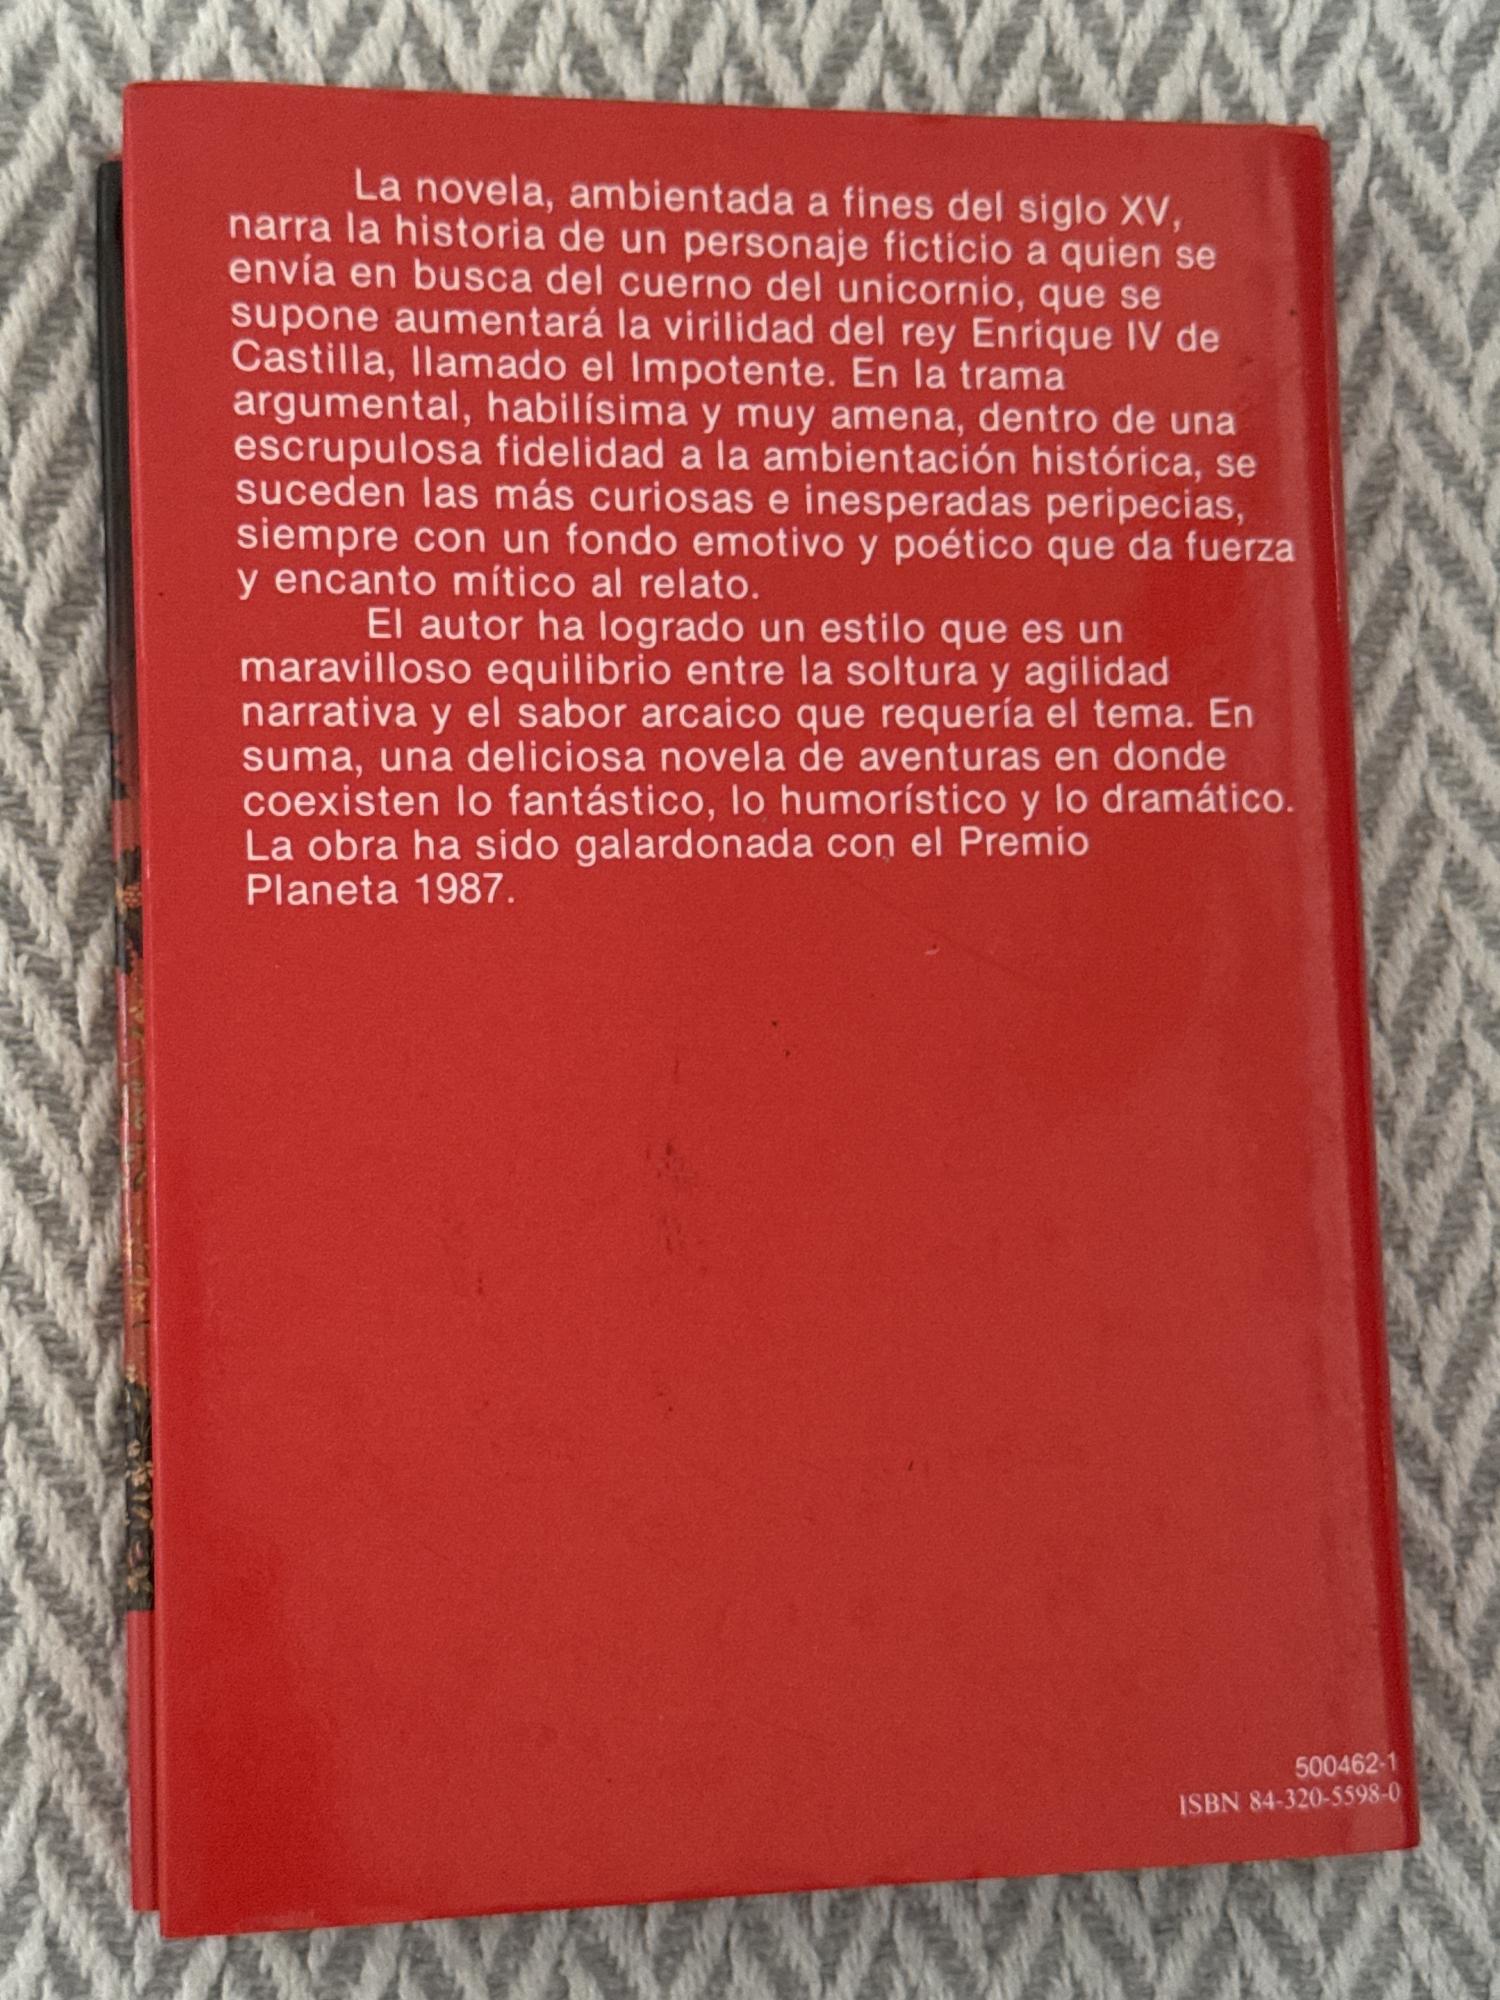 La novela, ambientada a fines del siglo XV,
narra la historia de un personaje ficticio a quien se
envía en busca del cuerno del unicornio, que se
supone aumentará la virilidad del rey Enrique IV de
Castilla, llamado el Impotente. En la trama
argumental, habilísima y muy amena, dentro de una
escrupulosa fidelidad a la ambientación histórica, se
suceden las más curiosas e inesperadas peripecias,
siempre con un fondo emotivo y poético que da fuerza
y encanto mítico al relato.
El autor ha logrado un estilo que es un
maravilloso equilibrio entre la soltura y agilidad
narrativa y el sabor arcaico que requería el tema. En
suma, una deliciosa novela de aventuras en donde
coexisten lo fantástico, lo humorístico y lo dramático.
La obra ha sido galardonada con el Premio
Planeta 1987.
500462-1
ISBN 84-320-5598-0